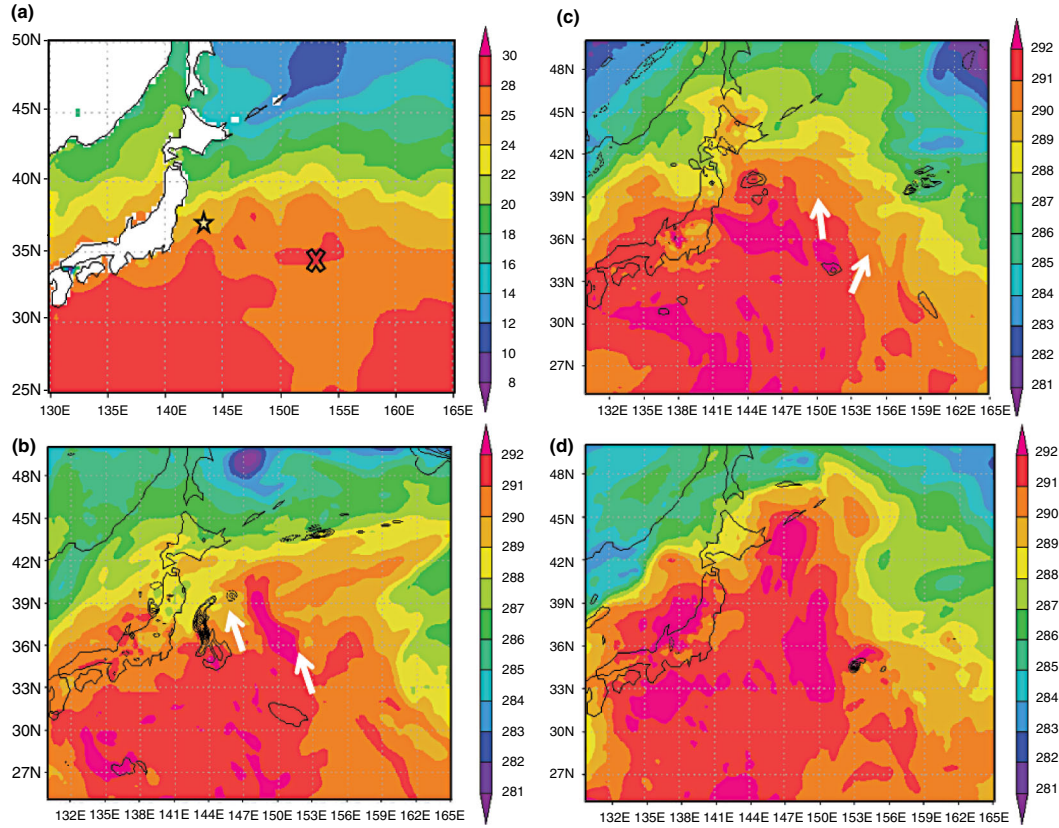 (a)
50N
45N
40N
35N
30N
25N
130E 135E 140E 145E 150E 155E 160E 165E
30
28
26
24
22
20
18
16
14
12
10
8
(c)
48N
45N
42N
39N
36N
33N
30N
27N
132E 135E 138E 141E 144E 147E 150E 153E 156E 159E 162E 165E
292
291
290
289
288
287
286
285
284
283
282
281
(b)
48N
45N
42N
39N
36N
33N
30N
27N
132E 135E 138E 141E 144E 147E 150E 153E 156E 159E 162E 165E
292
291
290
289
288
287
286
285
284
283
282
281
(d)
48N
45N
42N
39N
36N
33N
30N
27N
132E 135E 138E 141E 144E 147E 150E 153E 156E 159E 162E 165E
292
291
290
289
288
287
286
285
284
283
282
281